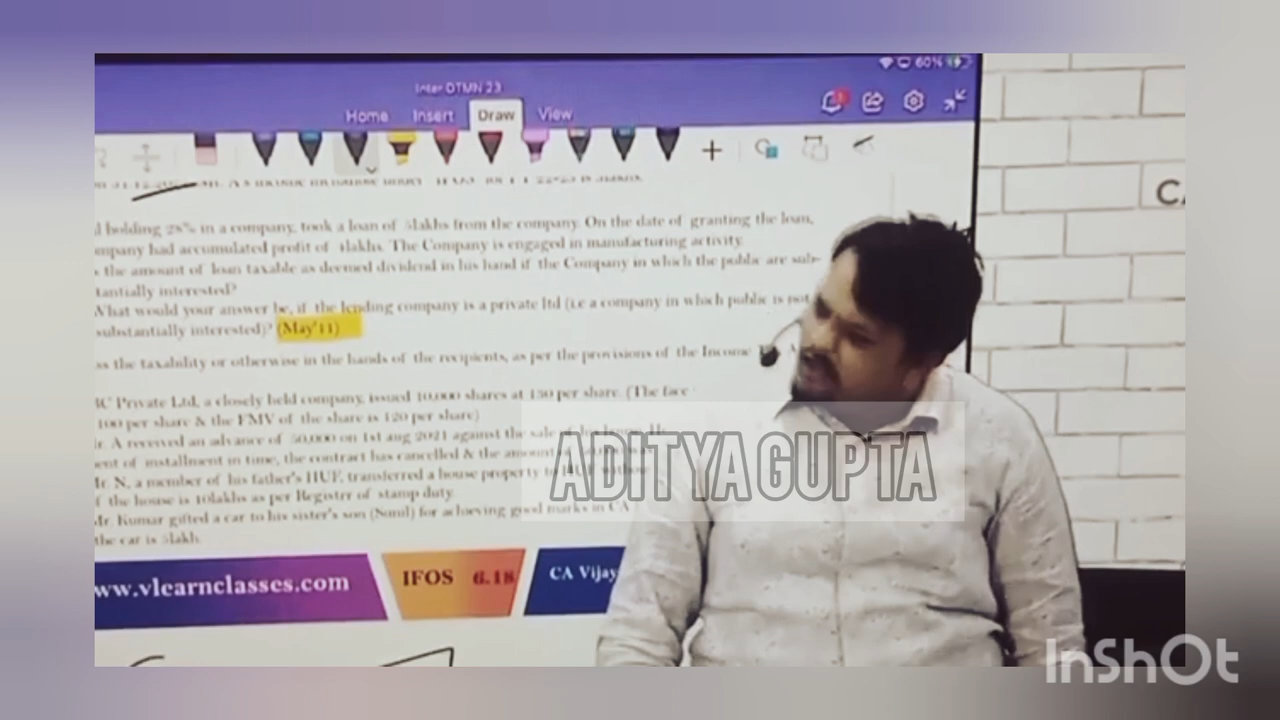 60%
Inter DTMN 23
Home Insert Draw View
holding 28% in a company, took a loan of 5lakhs from the company. On the date of granting the loan,
company had accumulated profit of 4lakhs. The Company is engaged in manufacturing activity.
the amount of loan taxable as deemed dividend in his hand if the Company in which the public are sub-
tantially interested?
What would your answer be, if the lending company is a private ltd (i.e a company in which public is not
substantially interested)? (May'11)
ss the taxability or otherwise in the hands of the recipients, as per the provisions of the Income
Private Ltd, a closely held company, issued 10,000 shares at 130 per share. (The face
100 per share & the FMV of the share is 120 per share)
r. A received an advance of 50,000 on 1st aug 2021 against the sale of his house.
ent of installment in time, the contract has cancelled & the amount
Mr. N, a member of his father's HUF, transferred a house property to HUF
f the house is 10lakhs as per Registrer of stamp duty.
Mr. Kumar gifted a car to his sister's son (Sunil) for achieving good marks in CA
the car is 5lakh.
ADITYA GUPTA
www.vlearnclasses.com
IFOS 6.18
CA Vijay
InShOt